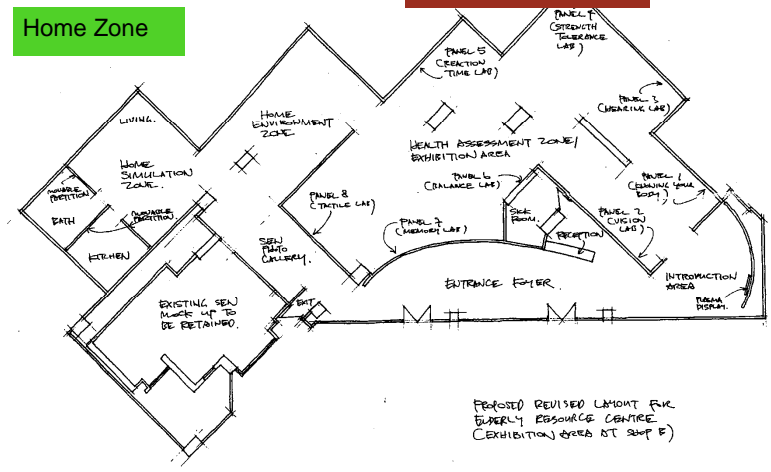 Home Zone
PANEL 4
(STRENGTH
TOLERANCE
LAB)
PANEL 5
(REACTION
TIME LAB)
PANEL 3
(HEARING LAB)
LIVING.
HOME
ENVIRONMENT
ZONE
HEALTH ASSESSMENT ZONE/
EXHIBITION AREA
HOME
SIMULATION
ZONE.
PANEL 6
(BALANCE LAB)
PANEL 1
(KNOWING YOUR
BODY)
MOVABLE
PARTITION
BATH
MOVABLE
PARTITION.
KITCHEN
PANEL 8
(TACTILE LAB)
PANEL 7
(MEMORY LAB)
SICK
ROOM.
PANEL 2
(VISION
LAB)
RECEPTION
SEN
PHOTO
GALLERY.
ENTRANCE FOYER.
INTRODUCTION
AREA
PLASMA
DISPLAY.
EXISTING SEN
MOCK UP TO
BE RETAINED.
EXIT
PROPOSED REVISED LAYOUT FOR
ELDERLY RESOURCE CENTRE
(EXHIBITION AREA AT SHOP E)